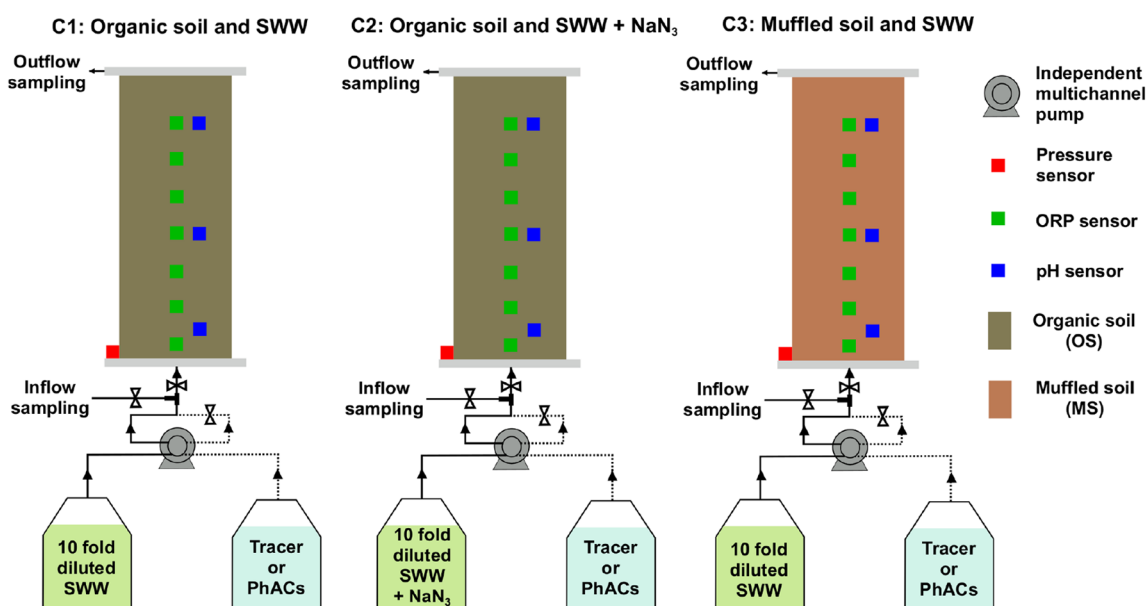 C1: Organic soil and SWW
C2: Organic soil and SWW + NaN₃
C3: Muffled soil and SWW
Outflow
sampling
Outflow
sampling
Outflow
sampling
Independent
multichannel
pump
Pressure
sensor
ORP sensor
pH sensor
Organic soil
(OS)
Muffled soil
(MS)
Inflow
sampling
Inflow
sampling
Inflow
sampling
10 fold
diluted
SWW
Tracer
or
PhACs
10 fold
diluted
SWW
+ NaN₃
Tracer
or
PhACs
10 fold
diluted
SWW
Tracer
or
PhACs